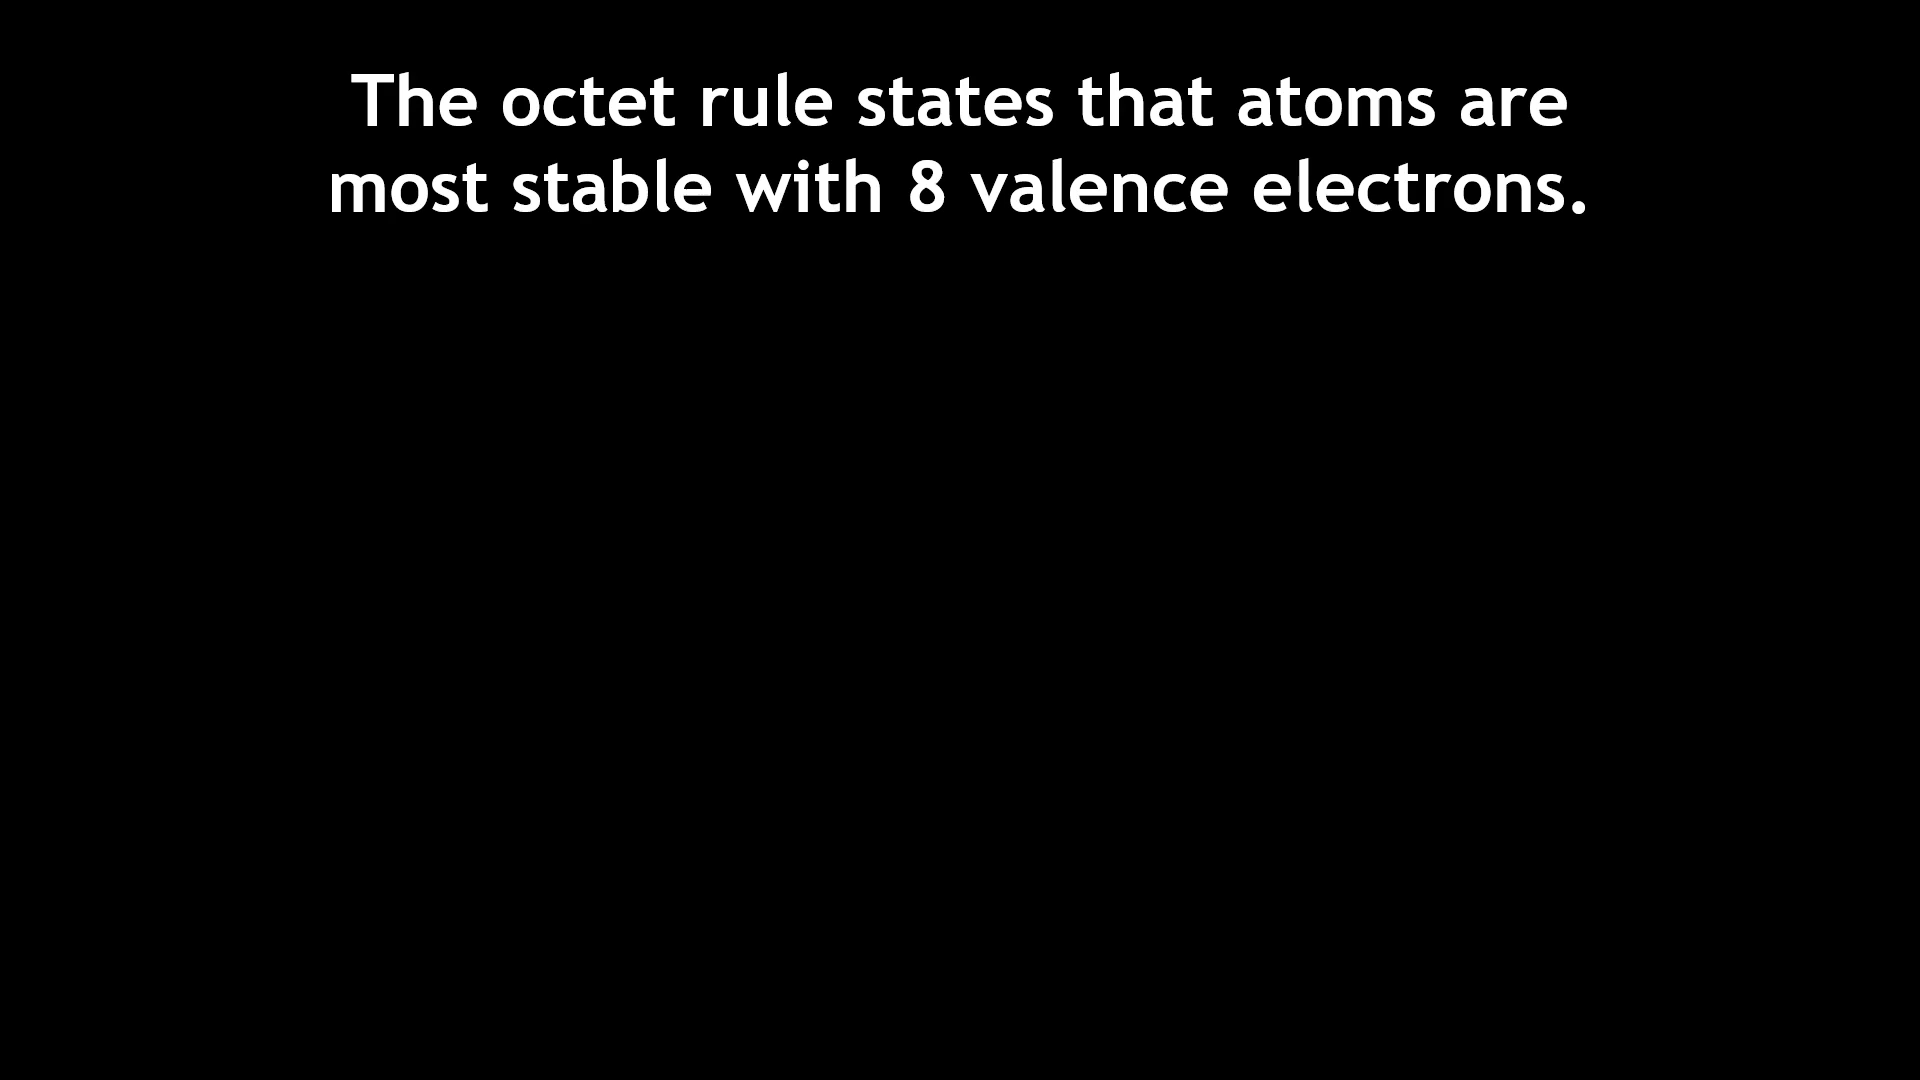 The octet rule states that atoms are
most stable with 8 valence electrons.